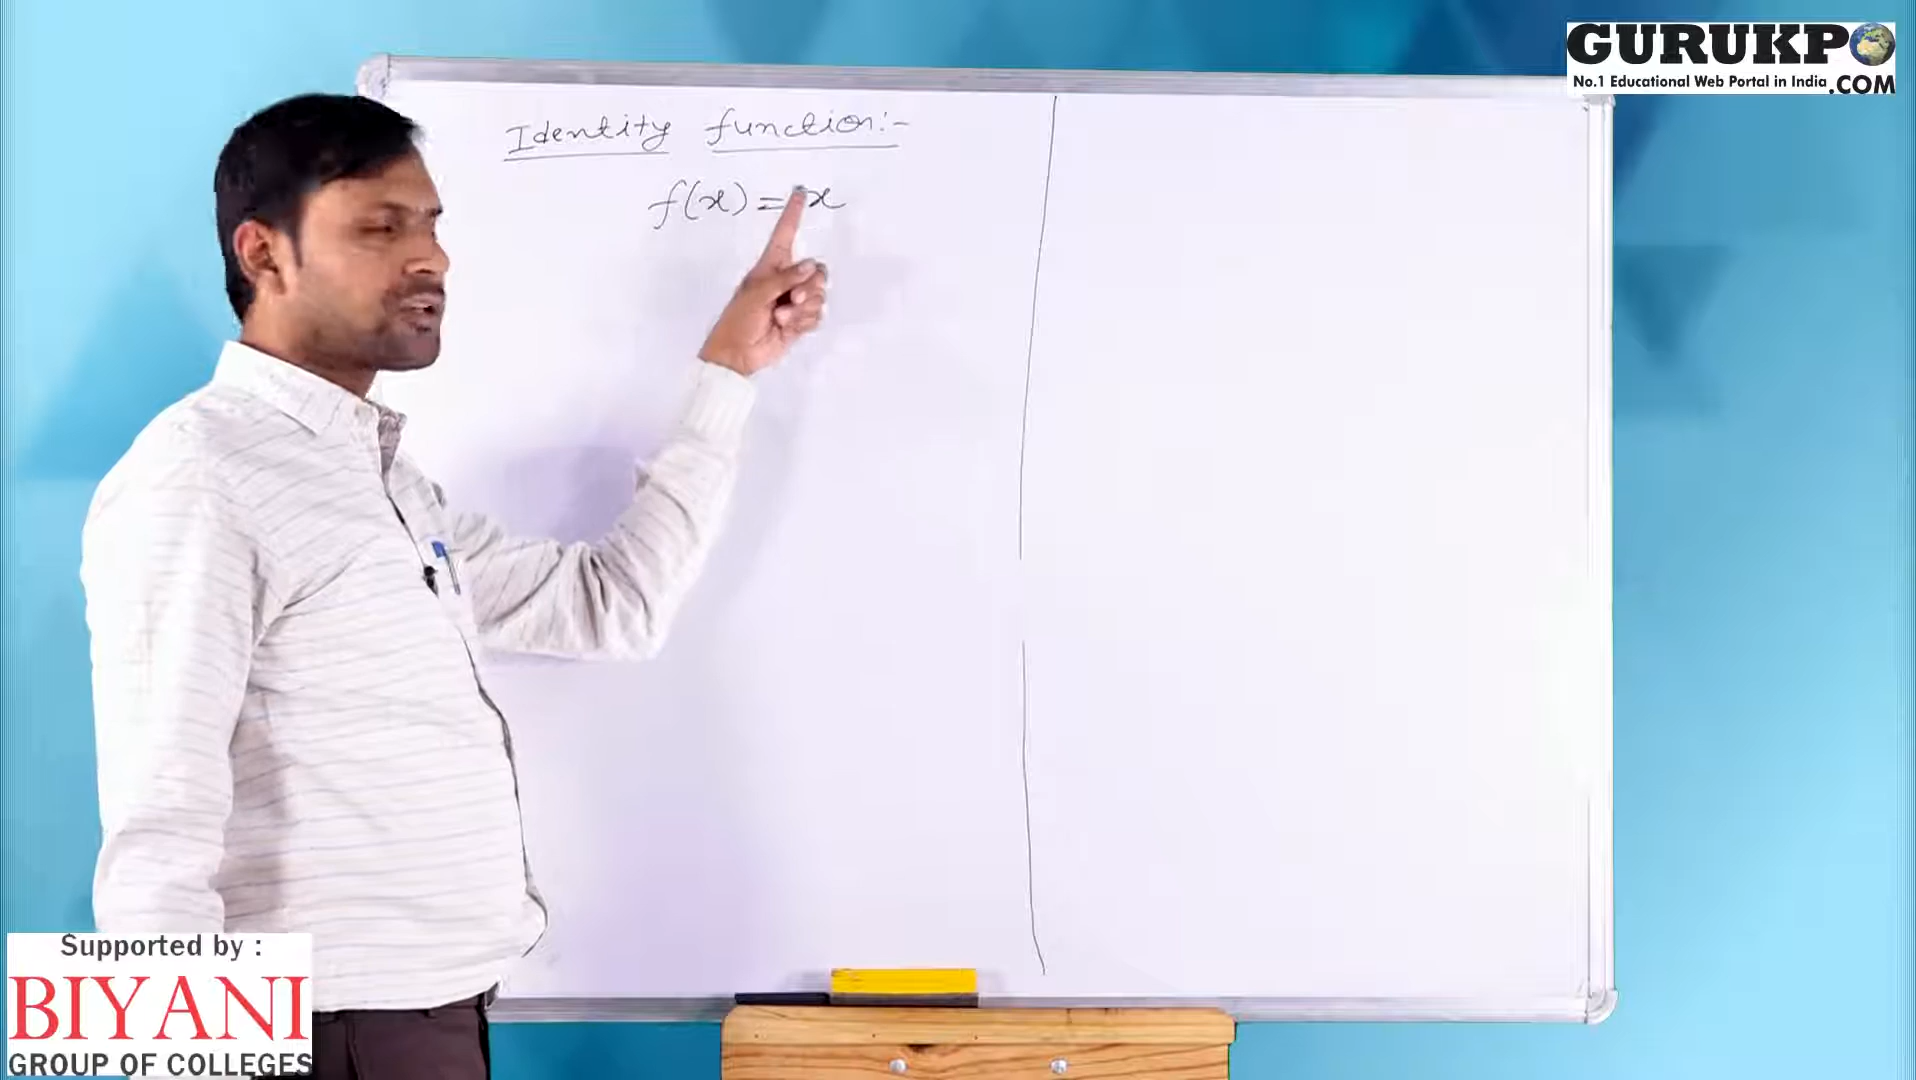 GURUKPO
No.1 Educational Web Portal in India .COM
Identity function:-
f(x) = x
Supported by :
BIYANI
GROUP OF COLLEGES